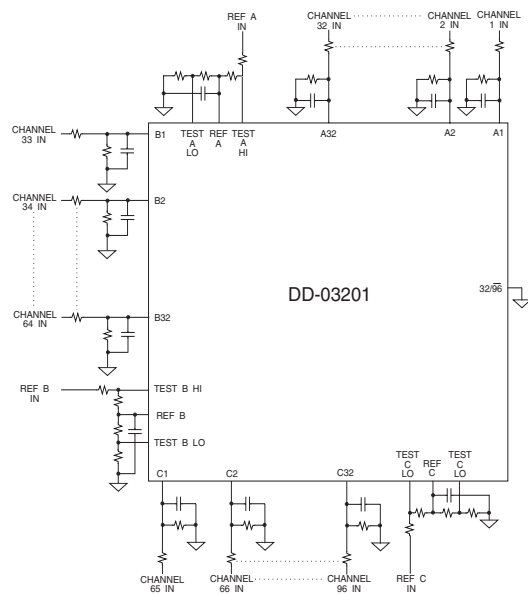 REF A
IN
CHANNEL
32 IN
CHANNEL
2 IN
CHANNEL
1 IN
CHANNEL
33 IN
B1
TEST
A
LO
REF
A
TEST
A
HI
A32
A2
A1
CHANNEL
34 IN
B2
DD-03201
32/96
CHANNEL
64 IN
B32
REF B
IN
TEST B HI
REF B
TEST B LO
C1
C2
C32
TEST
C
LO
REF
C
TEST
C
LO
CHANNEL
65 IN
CHANNEL
66 IN
CHANNEL
96 IN
REF C
IN